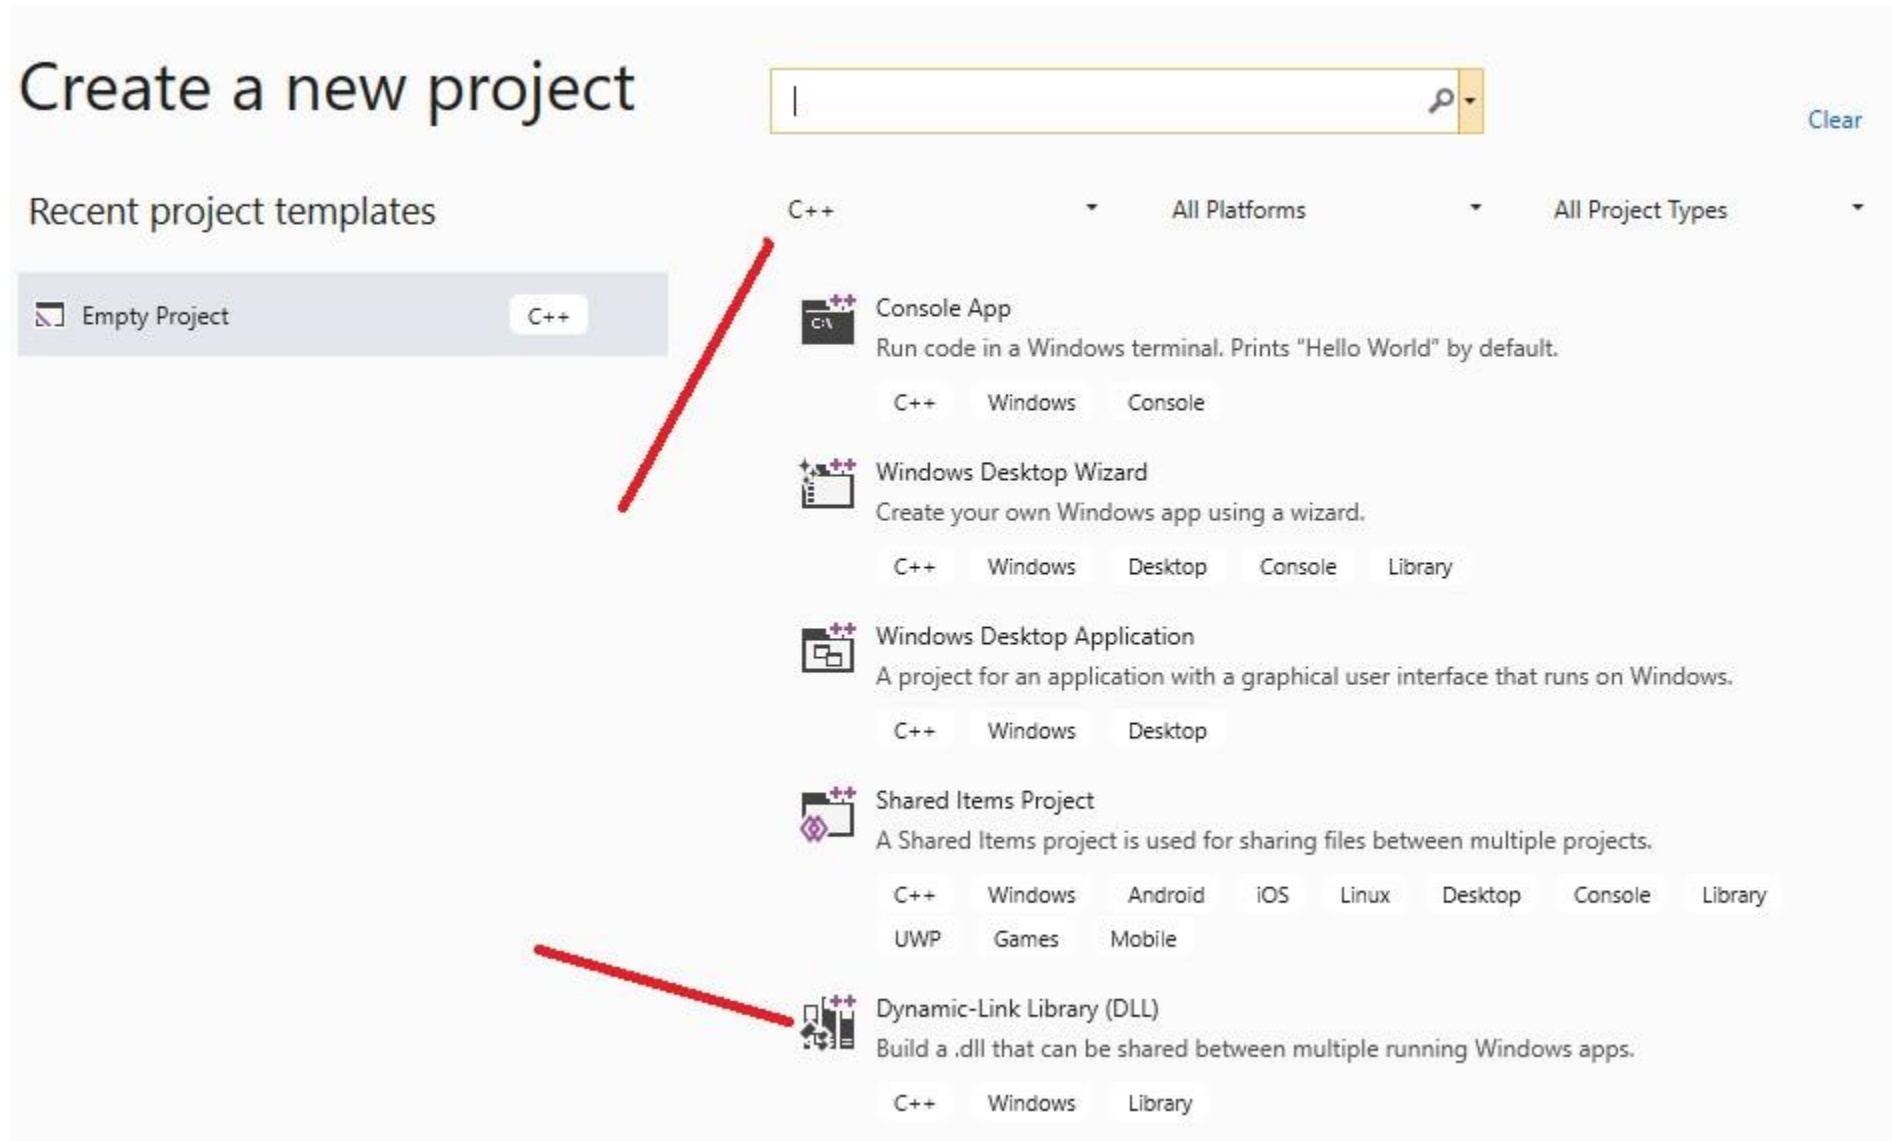 Create a new project
Clear
Recent project templates
C++ All Platforms All Project Types
Empty Project C++
Console App
Run code in a Windows terminal. Prints "Hello World" by default.
C++ Windows Console
Windows Desktop Wizard
Create your own Windows app using a wizard.
C++ Windows Desktop Console Library
Windows Desktop Application
A project for an application with a graphical user interface that runs on Windows.
C++ Windows Desktop
Shared Items Project
A Shared Items project is used for sharing files between multiple projects.
C++ Windows Android iOS Linux Desktop Console Library
UWP Games Mobile
Dynamic-Link Library (DLL)
Build a .dll that can be shared between multiple running Windows apps.
C++ Windows Library